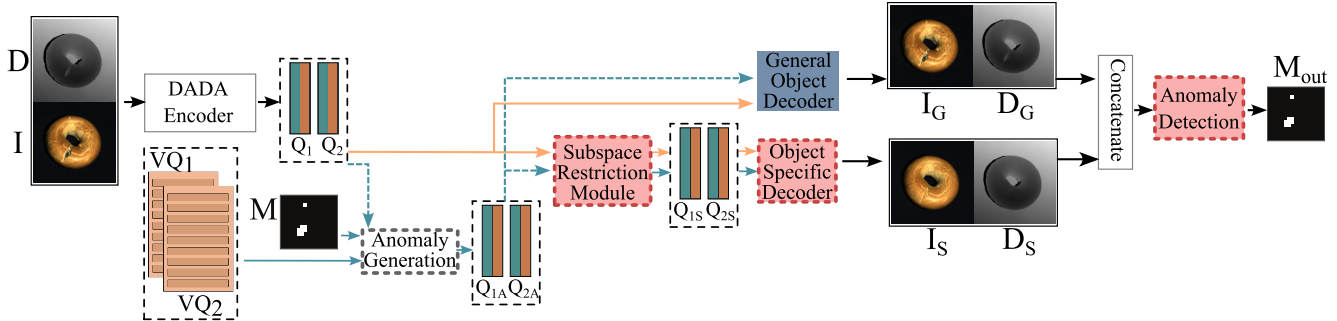 D
I
DADA
Encoder
Q1 Q2
VQ1
VQ2
M
Anomaly
Generation
Q1A Q2A
Subspace
Restriction
Module
Q1S Q2S
General
Object
Decoder
Object
Specific
Decoder
IG DG
IS DS
Concatenate
Anomaly
Detection
Mout